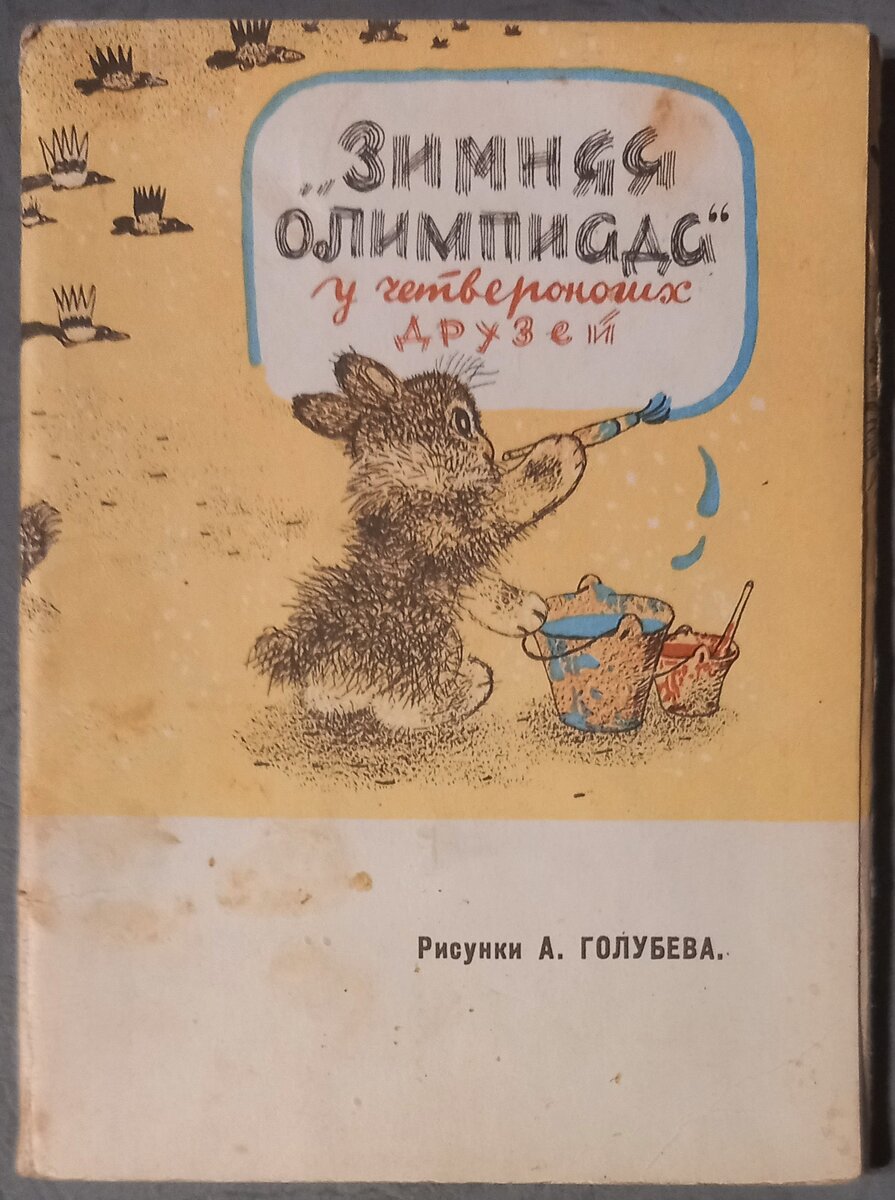 „ЗИМНЯЯ
ОЛИМПИАДА“
у четвероногих
ДРУЗЕЙ
Рисунки А. ГОЛУБЕВА.